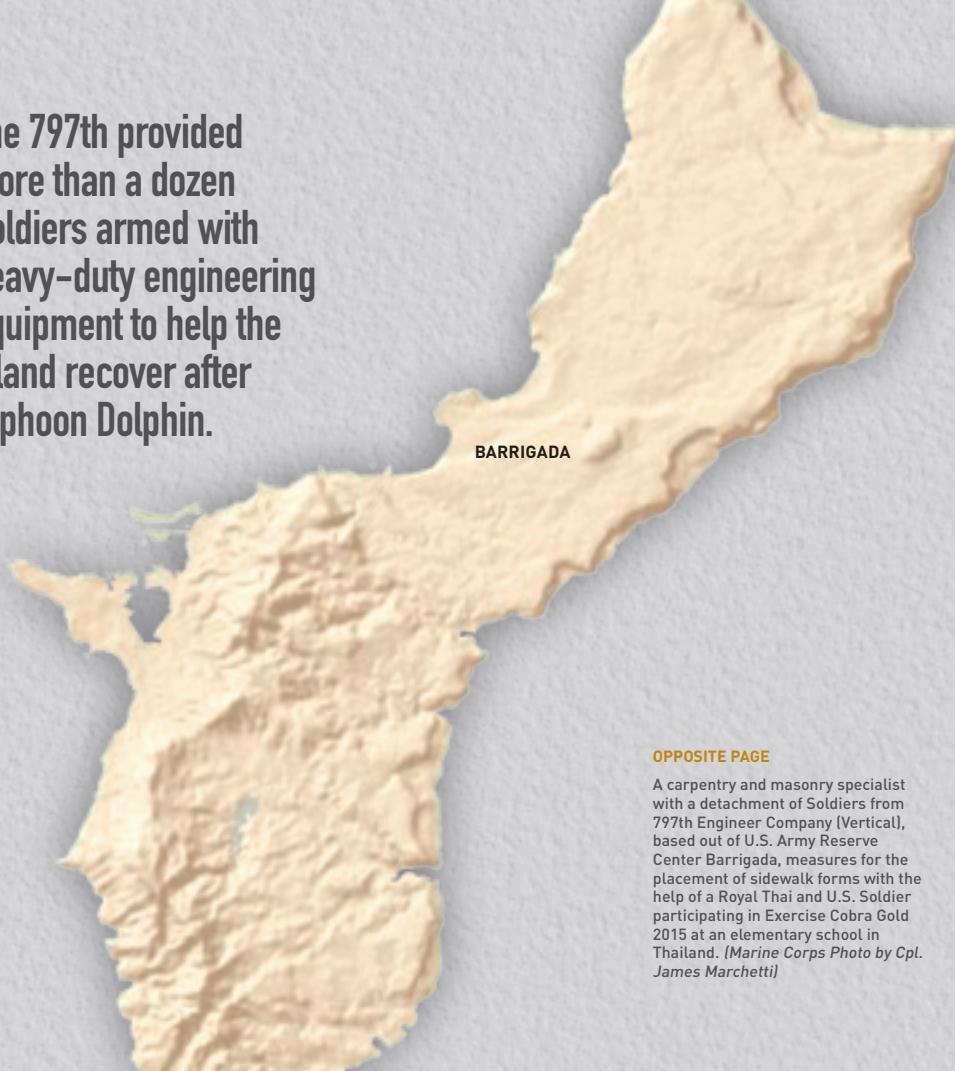 he 797th provided
ore than a dozen
oldiers armed with
eavy-duty engineering
quipment to help the
land recover after
phoon Dolphin.
BARRIGADA
OPPOSITE PAGE
A carpentry and masonry specialist
with a detachment of Soldiers from
797th Engineer Company (Vertical),
based out of U.S. Army Reserve
Center Barrigada, measures for the
placement of sidewalk forms with the
help of a Royal Thai and U.S. Soldier
participating in Exercise Cobra Gold
2015 at an elementary school in
Thailand. (Marine Corps Photo by Cpl.
James Marchetti)